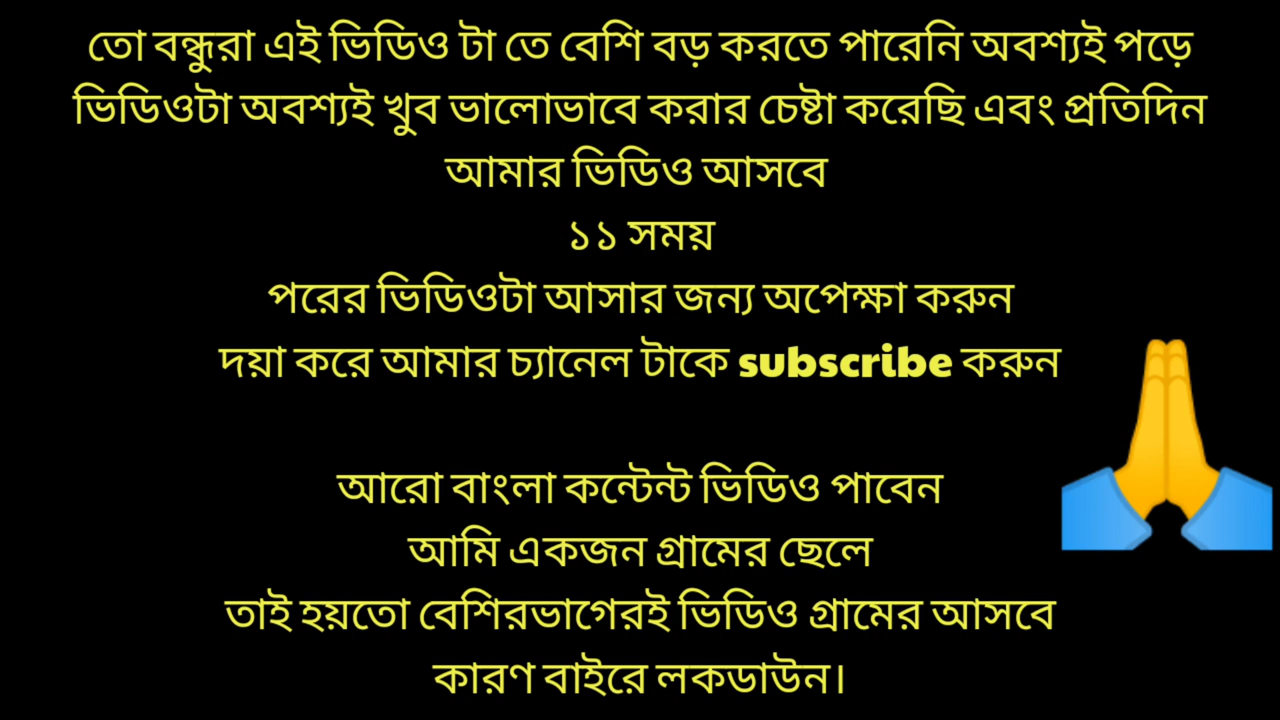 তো বন্ধুরা এই ভিডিও টা তে বেশি বড় করতে পারেনি অবশ্যই পড়ে
ভিডিওটা অবশ্যই খুব ভালোভাবে করার চেষ্টা করেছি এবং প্রতিদিন
আমার ভিডিও আসবে
১১ সময়
পরের ভিডিওটা আসার জন্য অপেক্ষা করুন
দয়া করে আমার চ্যানেল টাকে subscribe করুন
আরো বাংলা কন্টেন্ট ভিডিও পাবেন
আমি একজন গ্রামের ছেলে
তাই হয়তো বেশিরভাগেরই ভিডিও গ্রামের আসবে
কারণ বাইরে লকডাউন।